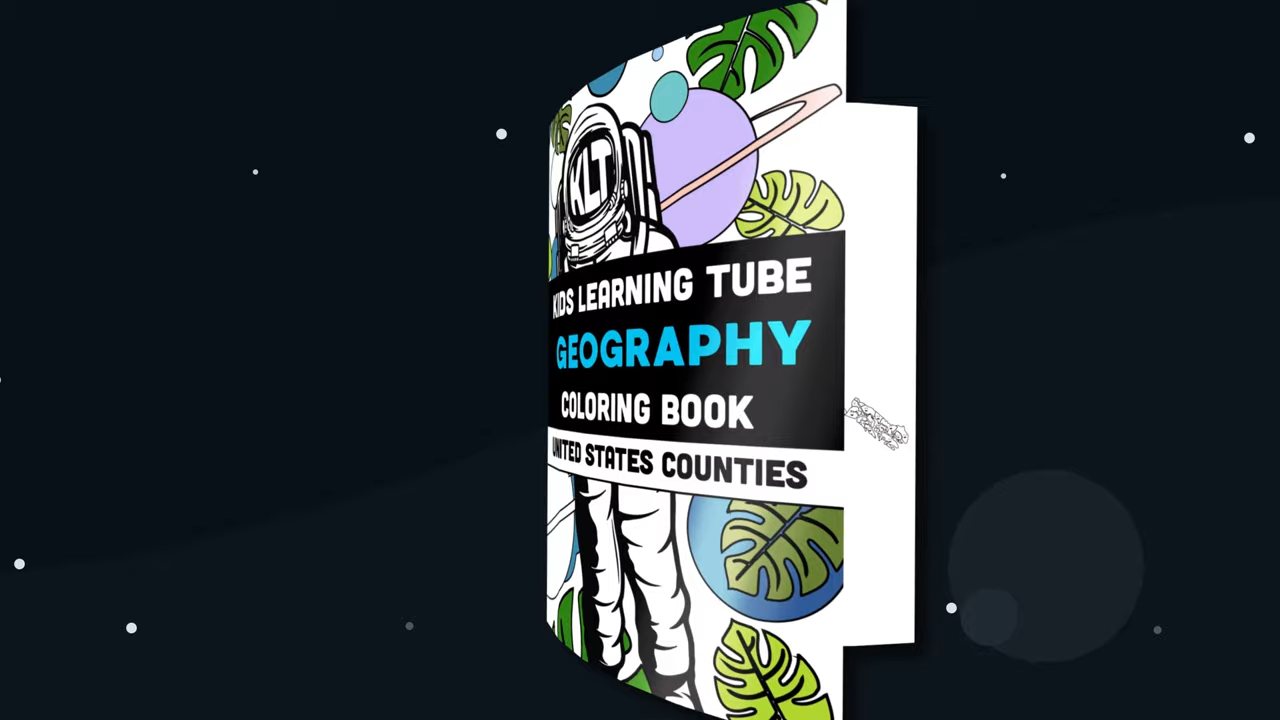 KLT
KIDS LEARNING TUBE
GEOGRAPHY
COLORING BOOK
UNITED STATES COUNTIES